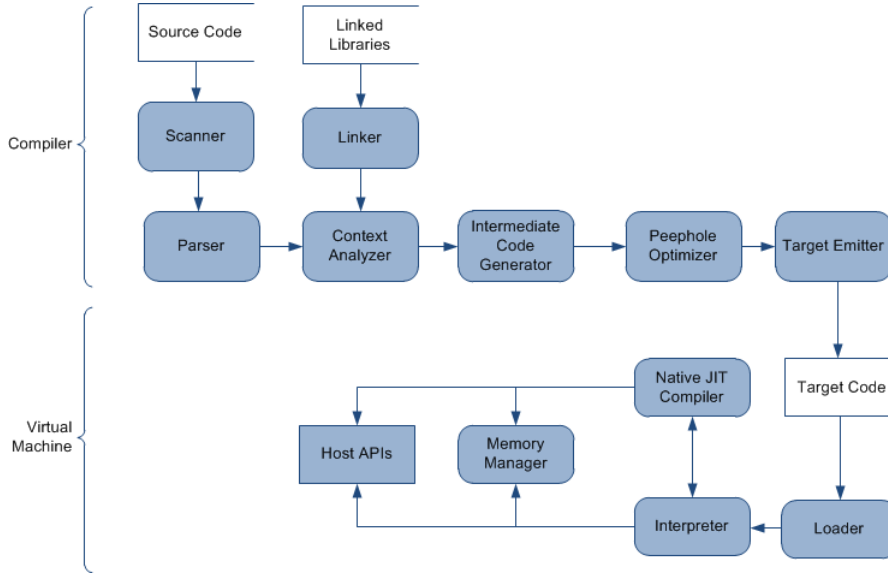 Source Code
Linked
Libraries
Compiler
Scanner
Linker
Parser
Context
Analyzer
Intermediate
Code
Generator
Peephole
Optimizer
Target Emitter
Virtual
Machine
Native JIT
Compiler
Target Code
Host APIs
Memory
Manager
Interpreter
Loader